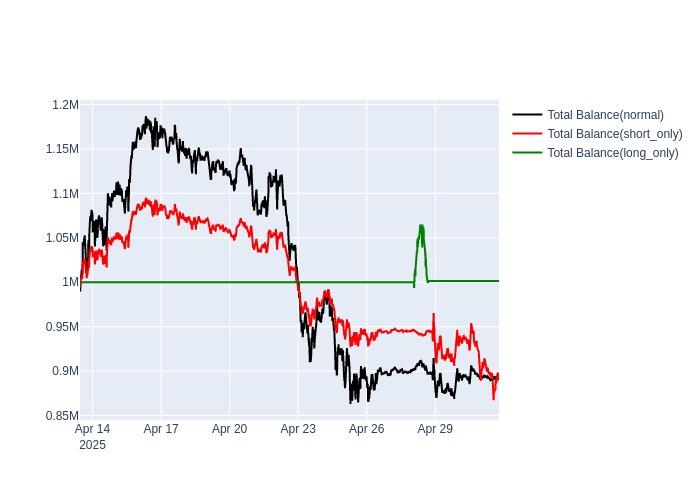 1.2M
1.15M
1.1M
1.05M
1M
0.95M
0.9M
0.85M
Apr 14
2025
Apr 17
Apr 20
Apr 23
Apr 26
Apr 29
Total Balance(normal)
Total Balance(short_only)
Total Balance(long_only)